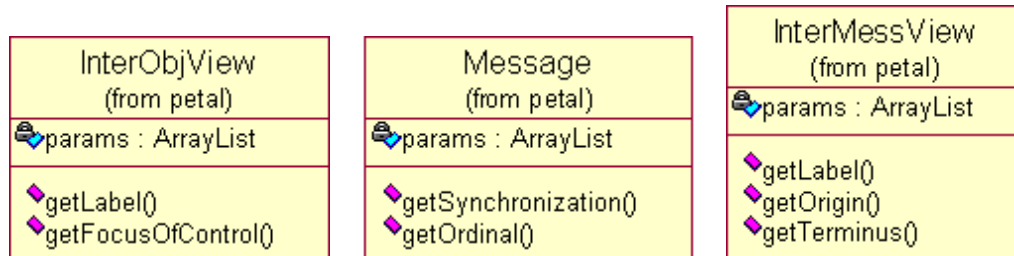 InterObjView
(from petal)
params : ArrayList
getLabel()
getFocusOfControl()
Message
(from petal)
params : ArrayList
getSynchronization()
getOrdinal()
InterMessView
(from petal)
params : ArrayList
getLabel()
getOrigin()
getTerminus()